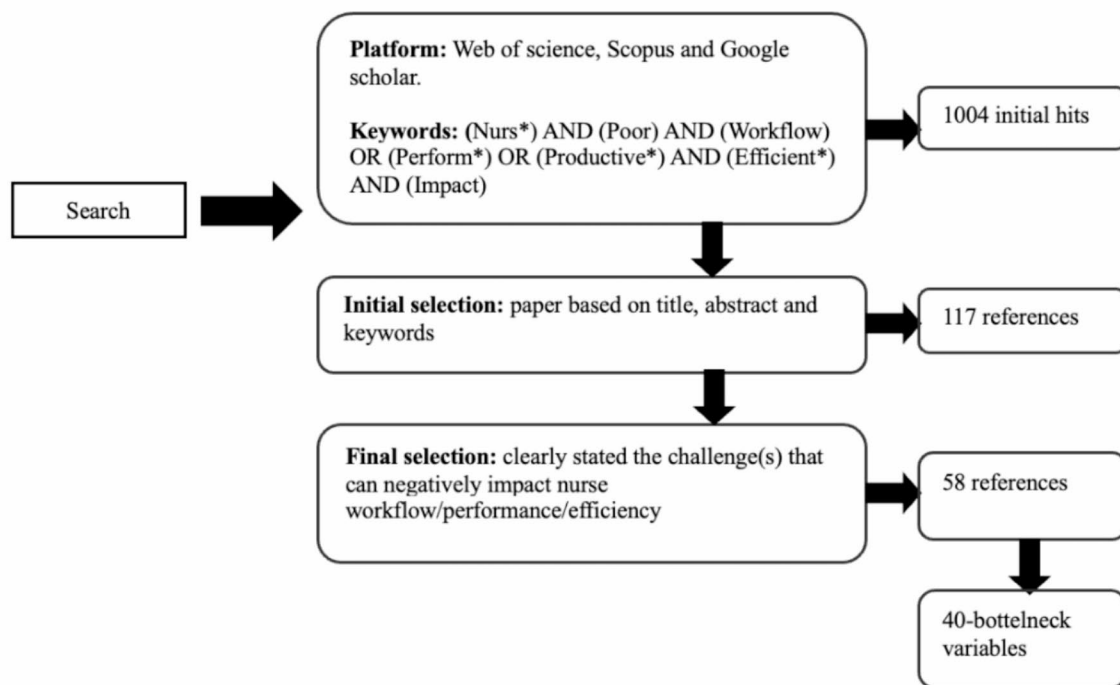 Search
Platform: Web of science, Scopus and Google
scholar.
Keywords: (Nurs*) AND (Poor) AND (Workflow)
OR (Perform*) OR (Productive*) AND (Efficient*)
AND (Impact)
1004 initial hits
Initial selection: paper based on title, abstract and
keywords
117 references
Final selection: clearly stated the challenge(s) that
can negatively impact nurse
workflow/performance/efficiency
58 references
40-bottelneck
variables